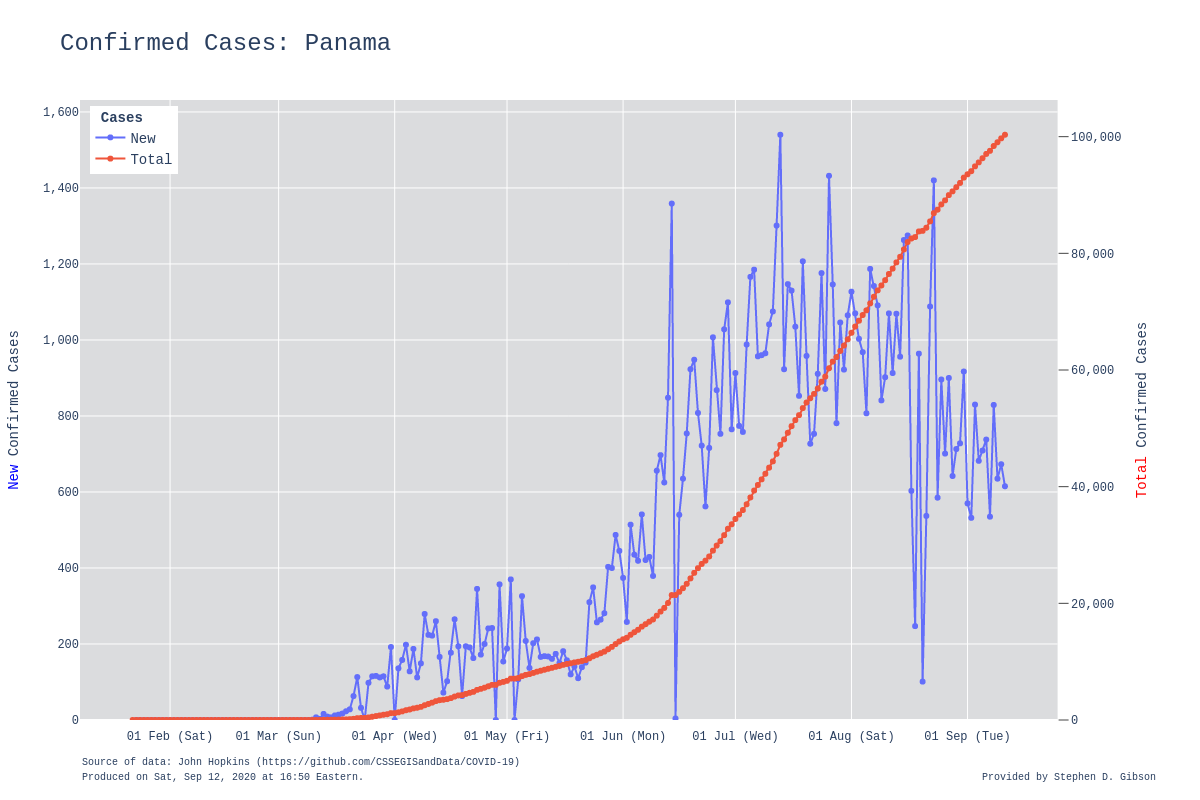 Confirmed Cases: Panama
Cases
New
Total
1,600
1,400
1,200
1,000
800
600
400
200
0
100,000
80,000
60,000
40,000
20,000
0
New Confirmed Cases
Total Confirmed Cases
01 Feb (Sat) 01 Mar (Sun) 01 Apr (Wed) 01 May (Fri) 01 Jun (Mon) 01 Jul (Wed) 01 Aug (Sat) 01 Sep (Tue)
Source of data: John Hopkins (https://github.com/CSSEGISandData/COVID-19)
Produced on Sat, Sep 12, 2020 at 16:50 Eastern.
Provided by Stephen D. Gibson